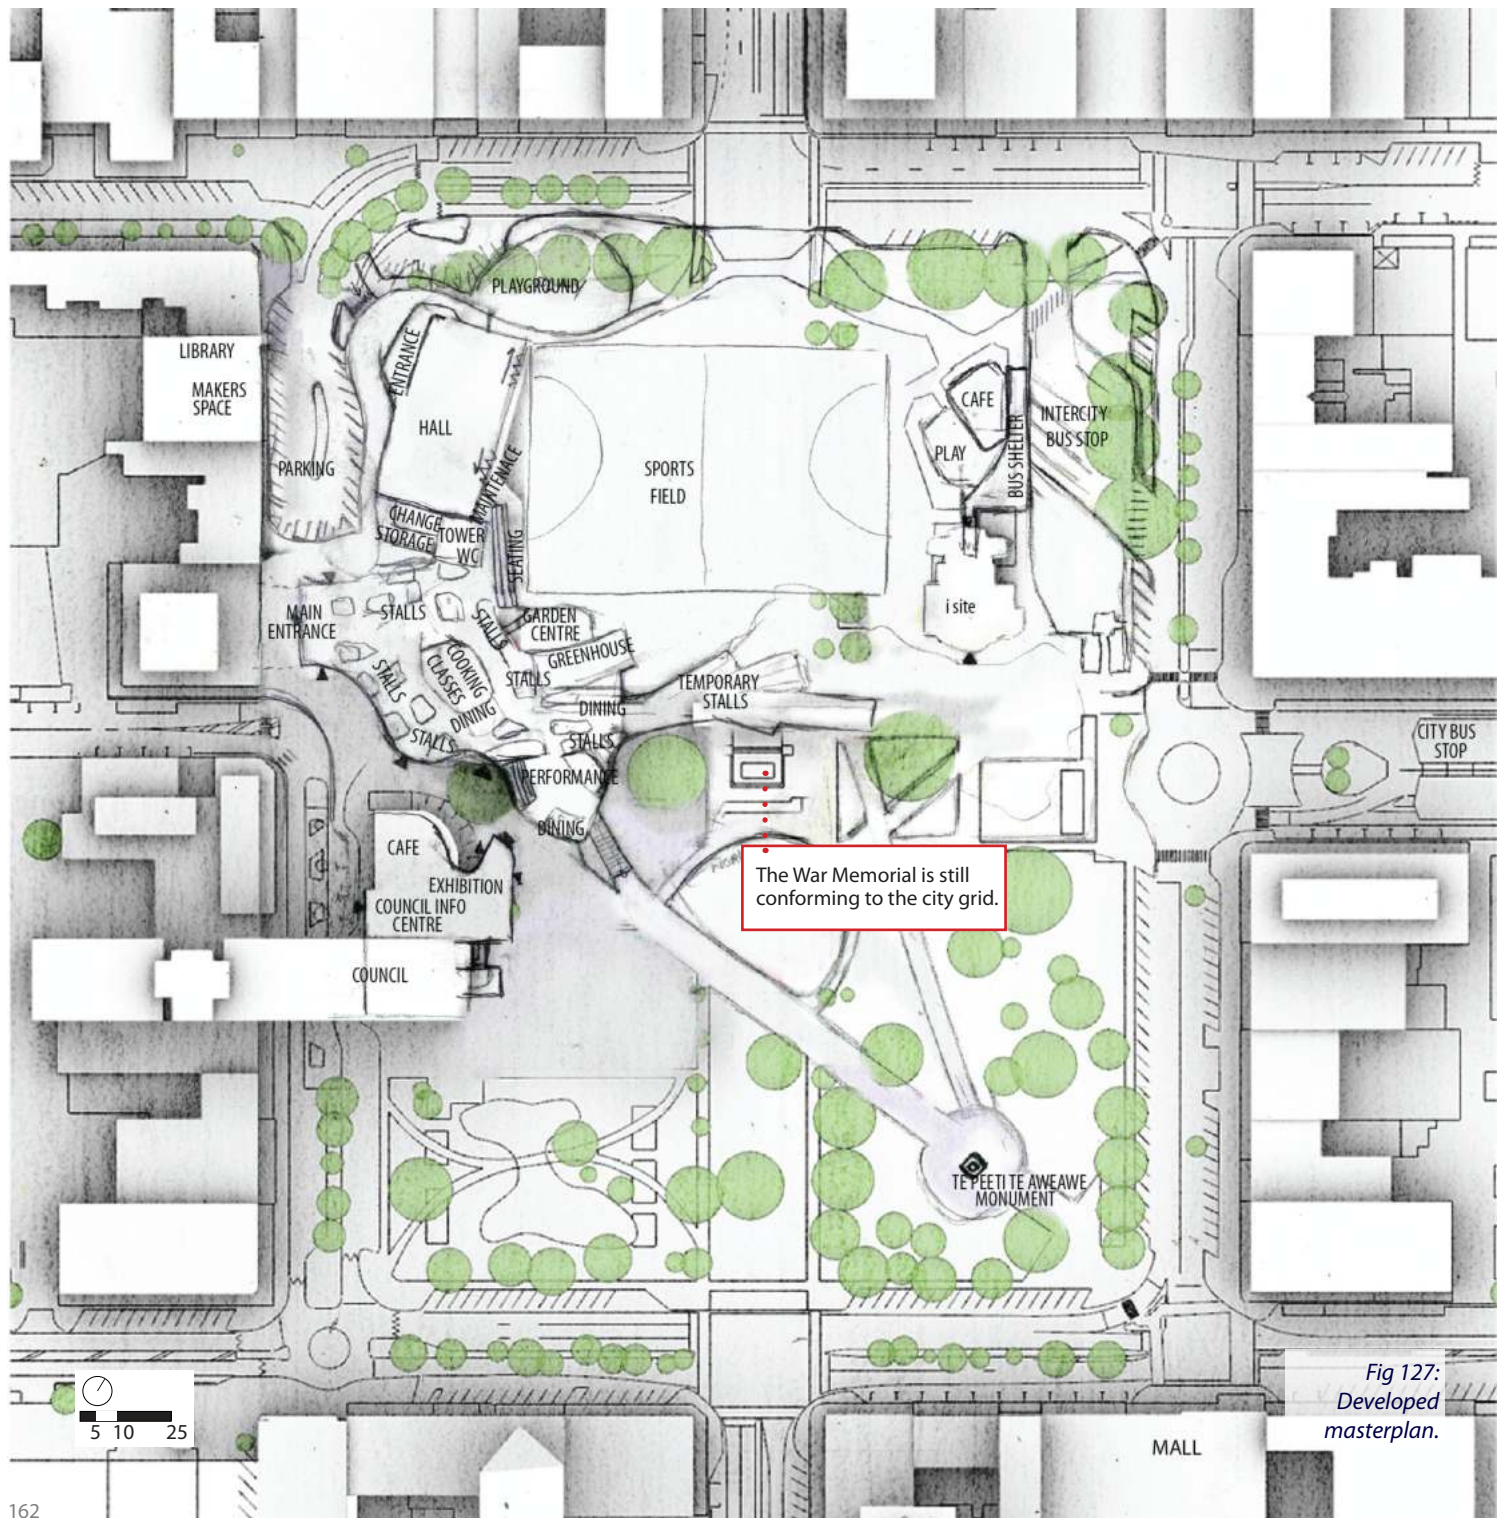 PLAYGROUND
LIBRARY
MAKERS
SPACE
ENTRANCE
HALL
PARKING
MAINTENACE
CHANGE
STORAGE
TOWER
WC
SEATING
SPORTS
FIELD
CAFE
PLAY
BUS SHELTER
INTERCITY
BUS STOP
i site
MAIN
ENTRANCE
STALLS
STALLS
GARDEN
CENTRE
GREENHOUSE
COOKING
CLASSES
STALLS
STALLS
DINING
STALLS
DINING
STALLS
TEMPORARY
STALLS
PERFORMANCE
DINING
CITY BUS
STOP
CAFE
EXHIBITION
COUNCIL INFO
CENTRE
COUNCIL
The War Memorial is still
conforming to the city grid.
TE PEETI TE AWEAWE
MONUMENT
5 10 25
MALL
Fig 127:
Developed
masterplan.
162